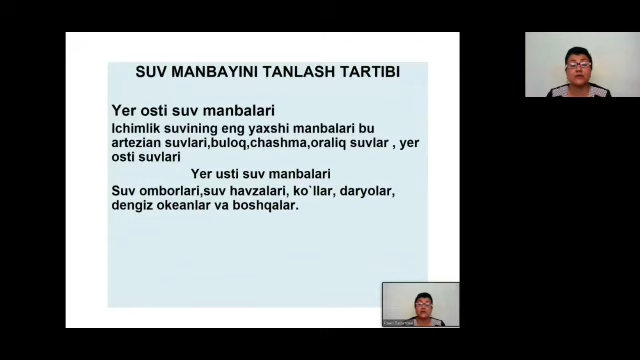 SUV MANBAYINI TANLASH TARTIBI
Yer osti suv manbalari
Ichimlik suvining eng yaxshi manbalari bu
artezian suvlari,buloq,chashma,oraliq suvlar , yer
osti suvlari
Yer usti suv manbalari
Suv omborlari,suv havzalari, ko`llar, daryolar,
dengiz okeanlar va boshqalar.